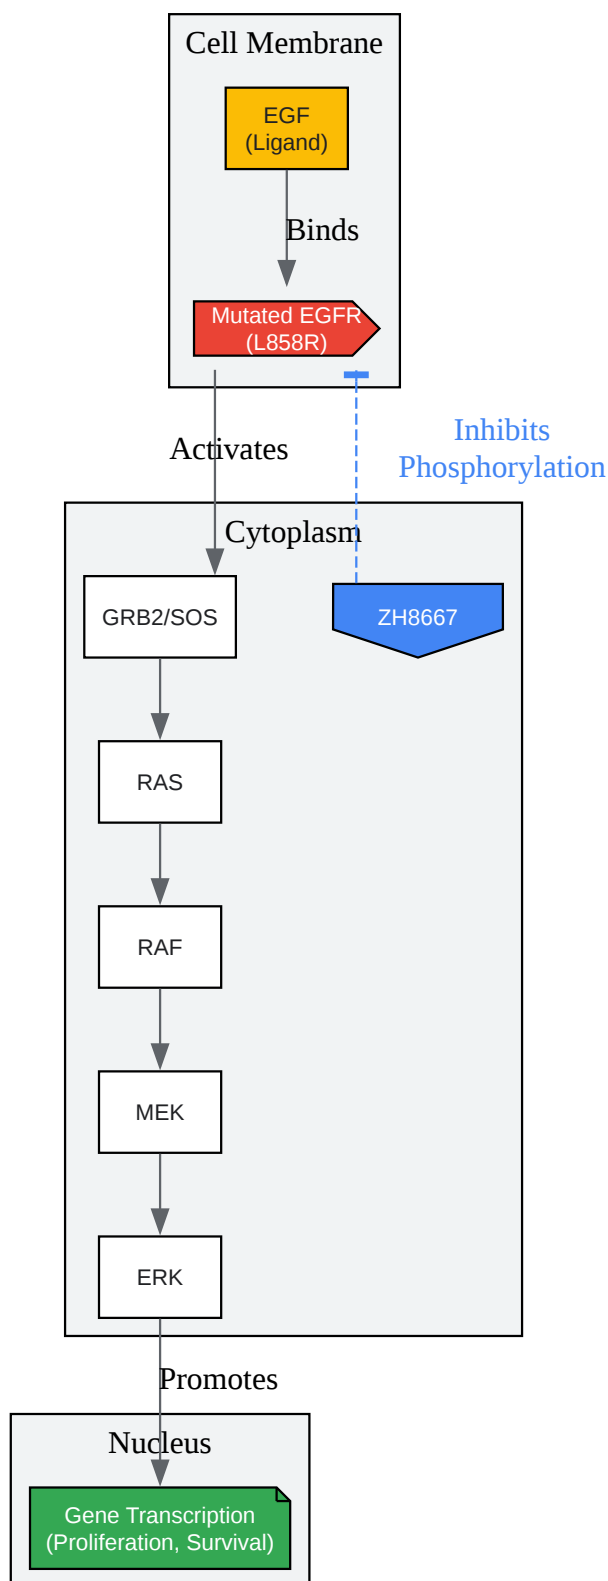 Cell Membrane
EGF
(Ligand)
Binds
Mutated EGFR
(L858R)
Activates
Inhibits
Phosphorylation
Cytoplasm
GRB2/SOS
ZH8667
RAS
RAF
MEK
ERK
Promotes
Nucleus
Gene Transcription
(Proliferation, Survival)